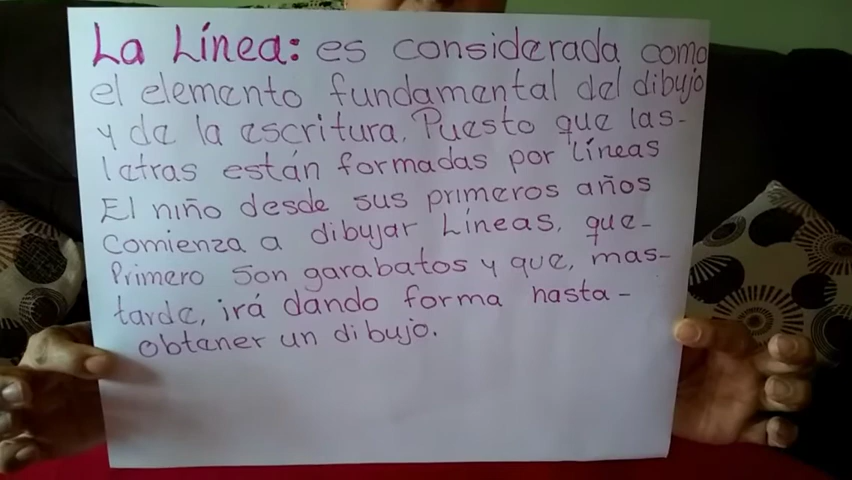 La Línea: es considerada como
el elemento fundamental del dibujo
y de la escritura. Puesto que las-
letras están formadas por líneas
El niño desde sus primeros años
comienza a dibujar Líneas, que-
Primero son garabatos y que, mas-
tarde, irá dando forma hasta-
obtener un dibujo.